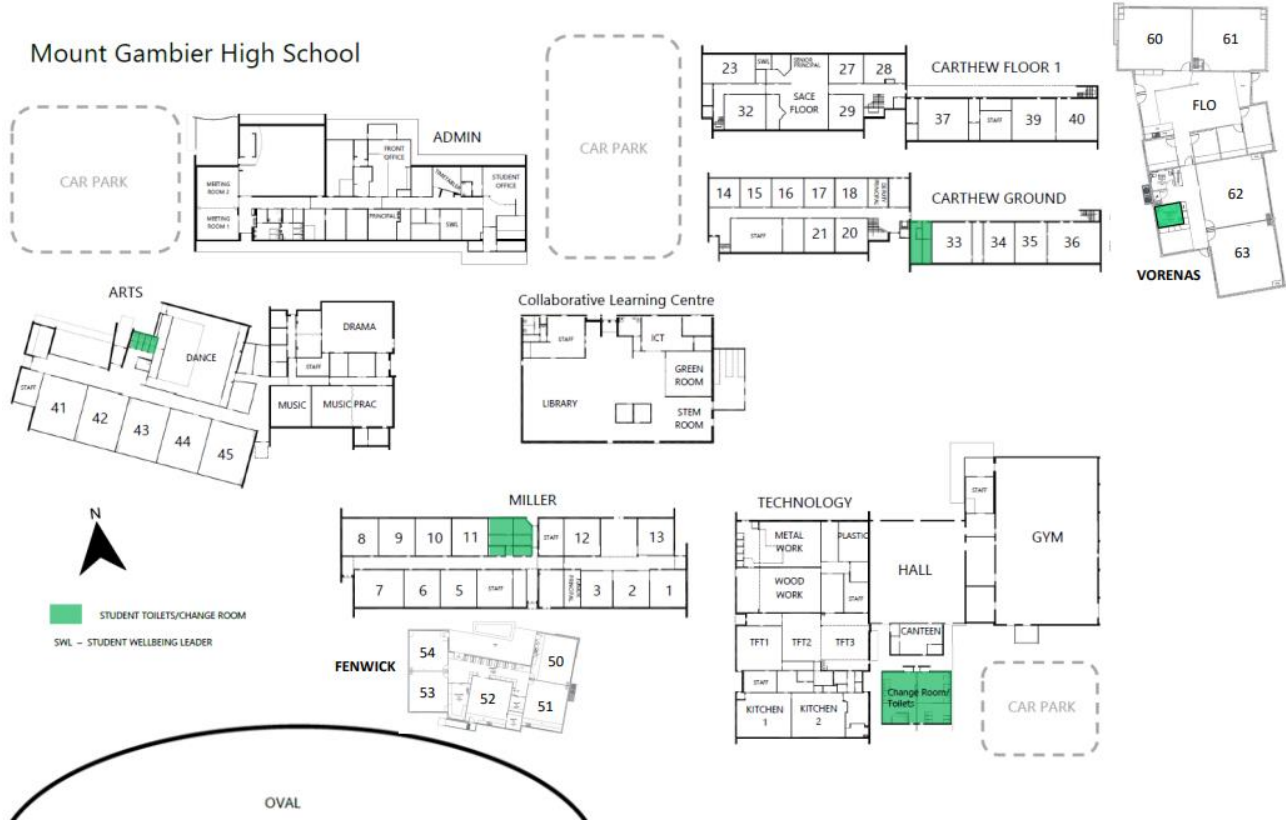 Mount Gambier High School
CAR PARK
ADMIN
FRONT
OFFICE
TIMETABLER
STUDENT
OFFICE
MEETING
ROOM 2
MEETING
ROOM 1
PRINCIPAL
SWL
CAR PARK
CARTHEW FLOOR 1
23
SWL
SENIOR
PRINCIPAL
27
28
32
SACE
FLOOR
29
37
STAFF
39
40
CARTHEW GROUND
14
15
16
17
18
DEPUTY
PRINCIPAL
STAFF
21
20
33
34
35
36
60
61
FLO
62
63
VORENAS
ARTS
DANCE
DRAMA
STAFF
STAFF
MUSIC
MUSIC PRAC
41
42
43
44
45
Collaborative Learning Centre
STAFF
ICT
GREEN
ROOM
LIBRARY
STEM
ROOM
N
STUDENT TOILETS/CHANGE ROOM
SWL – STUDENT WELLBEING LEADER
MILLER
8
9
10
11
STAFF
12
13
7
6
5
STAFF
JUNIOR
PRINCIPAL
3
2
1
FENWICK
54
53
52
50
51
TECHNOLOGY
METAL
WORK
PLASTIC
WOOD
WORK
STAFF
TFT1
TFT2
TFT3
STAFF
KITCHEN
1
KITCHEN
2
HALL
STAFF
GYM
CANTEEN
Change Room/
Toilets
CAR PARK
OVAL